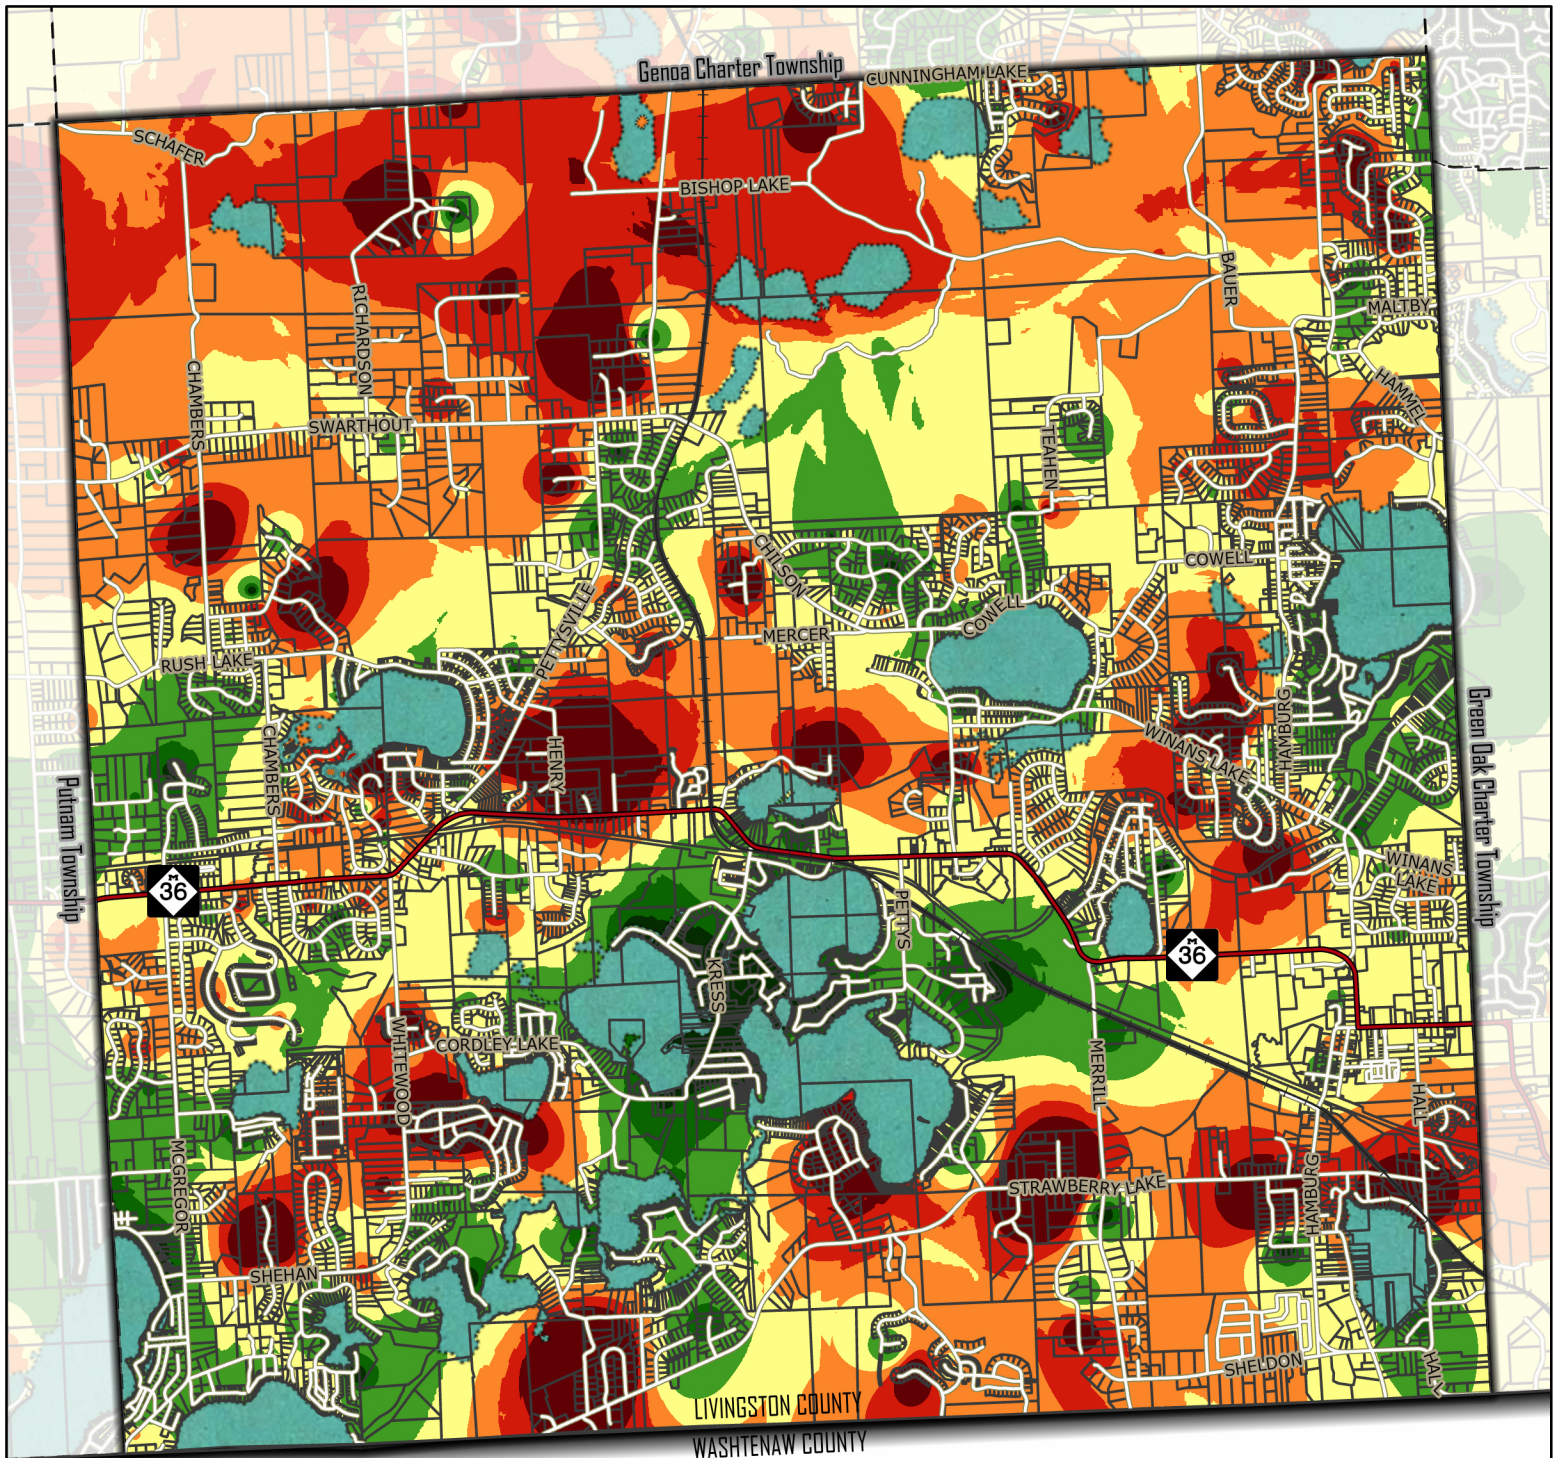 Genoa Charter Township
CUNNINGHAM LAKE
SCHAFER
BISHOP LAKE
BAUER
RICHARDSON
MALTBY
CHAMBERS
HAMMEL
SWARTHOUT
TEAHEN
CHILSON
COWELL
PETTYSVILLE
COWELL
MERCER
RUSH LAKE
Green Oak Charter Township
HAMBURG
CHAMBERS
WINANS LAKE
HENRY
Putnam Township
WINANS
LAKE
M
36
PETTYS
M
36
KRESS
WHITEWOOD
CORDLEY LAKE
MERRILL
HALL
MCGREGOR
STRAWBERRY LAKE
HAMBURG
SHEHAN
SHELDON
HALL
LIVINGSTON COUNTY
WASHTENAW COUNTY